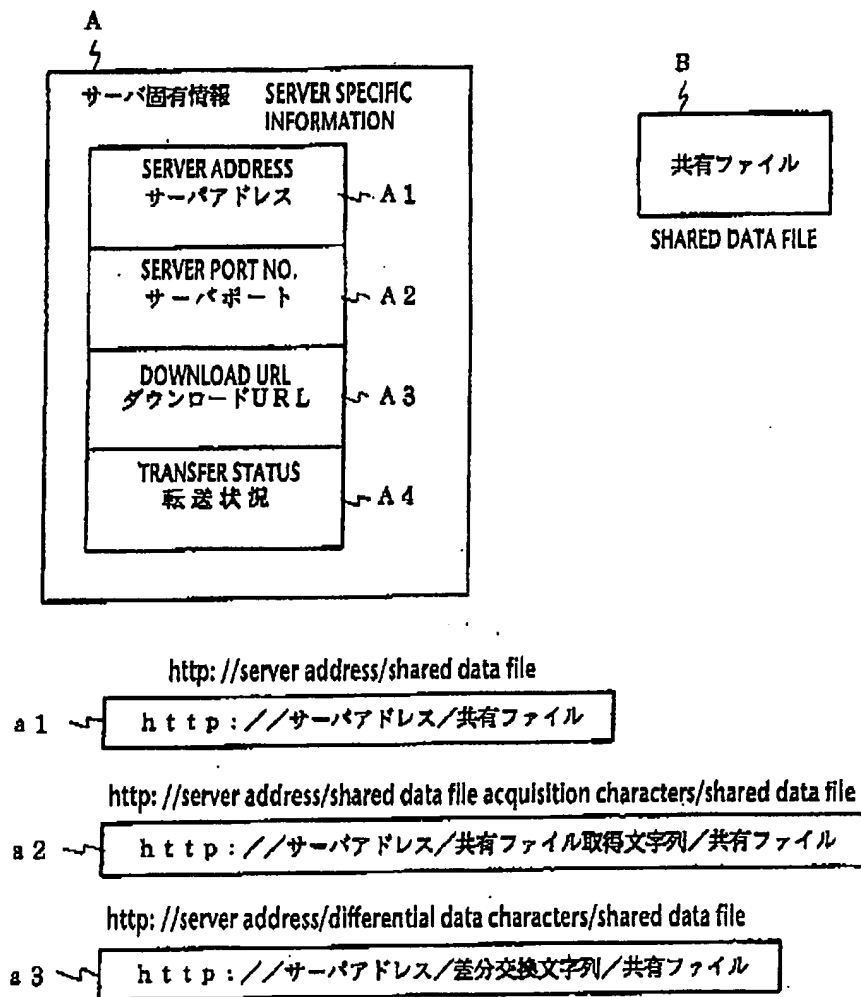 A
サーバ固有情報 SERVER SPECIFIC
INFORMATION
SERVER ADDRESS
サーバアドレス
A1
SERVER PORT NO.
サーバポート
A2
DOWNLOAD URL
ダウンロードURL
A3
TRANSFER STATUS
転送状況
A4
B
共有ファイル
SHARED DATA FILE
http: //server address/shared data file
a1
http://サーバアドレス/共有ファイル
http: //server address/shared data file acquisition characters/shared data file
a2
http://サーバアドレス/共有ファイル取得文字列/共有ファイル
http: //server address/differential data characters/shared data file
a3
http://サーバアドレス/差分交換文字列/共有ファイル